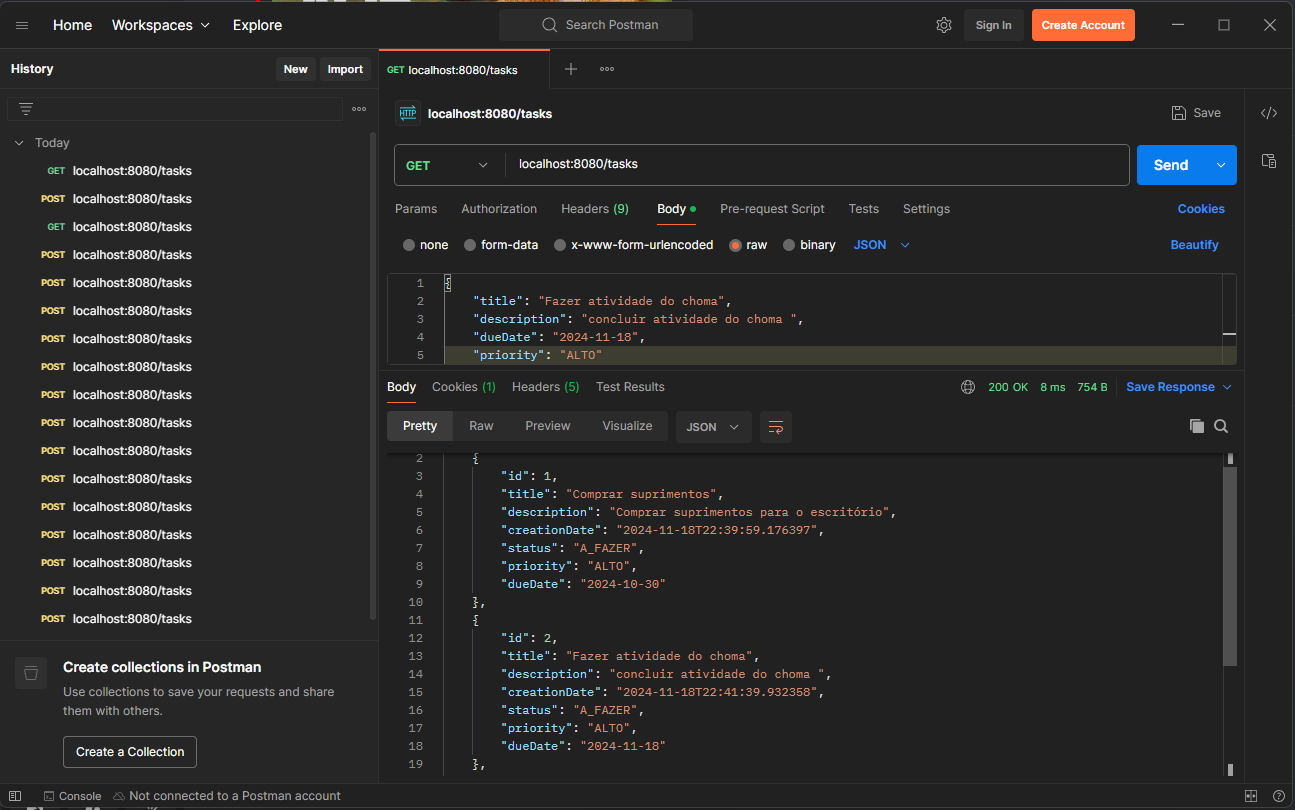 Home Workspaces Explore Search Postman Sign In Create Account
History New Import
GET localhost:8080/tasks
Today
GET localhost:8080/tasks
POST localhost:8080/tasks
GET localhost:8080/tasks
POST localhost:8080/tasks
POST localhost:8080/tasks
POST localhost:8080/tasks
POST localhost:8080/tasks
POST localhost:8080/tasks
POST localhost:8080/tasks
POST localhost:8080/tasks
POST localhost:8080/tasks
POST localhost:8080/tasks
POST localhost:8080/tasks
POST localhost:8080/tasks
POST localhost:8080/tasks
POST localhost:8080/tasks
POST localhost:8080/tasks
Create collections in Postman
Use collections to save your requests and share
them with others.
Create a Collection
HTTP localhost:8080/tasks Save
GET localhost:8080/tasks Send
Params Authorization Headers (9) Body Pre-request Script Tests Settings Cookies
none form-data x-www-form-urlencoded raw binary JSON Beautify
1 {
2 "title": "Fazer atividade do choma",
3 "description": "concluir atividade do choma ",
4 "dueDate": "2024-11-18",
5 "priority": "ALTO"
Body Cookies (1) Headers (5) Test Results 200 OK 8 ms 754 B Save Response
Pretty Raw Preview Visualize JSON
2 {
3 "id": 1,
4 "title": "Comprar suprimentos",
5 "description": "Comprar suprimentos para o escritório",
6 "creationDate": "2024-11-18T22:39:59.176397",
7 "status": "A_FAZER",
8 "priority": "ALTO",
9 "dueDate": "2024-10-30"
10 },
11 {
12 "id": 2,
13 "title": "Fazer atividade do choma",
14 "description": "concluir atividade do choma ",
15 "creationDate": "2024-11-18T22:41:39.932358",
16 "status": "A_FAZER",
17 "priority": "ALTO",
18 "dueDate": "2024-11-18"
19 },
Console Not connected to a Postman account